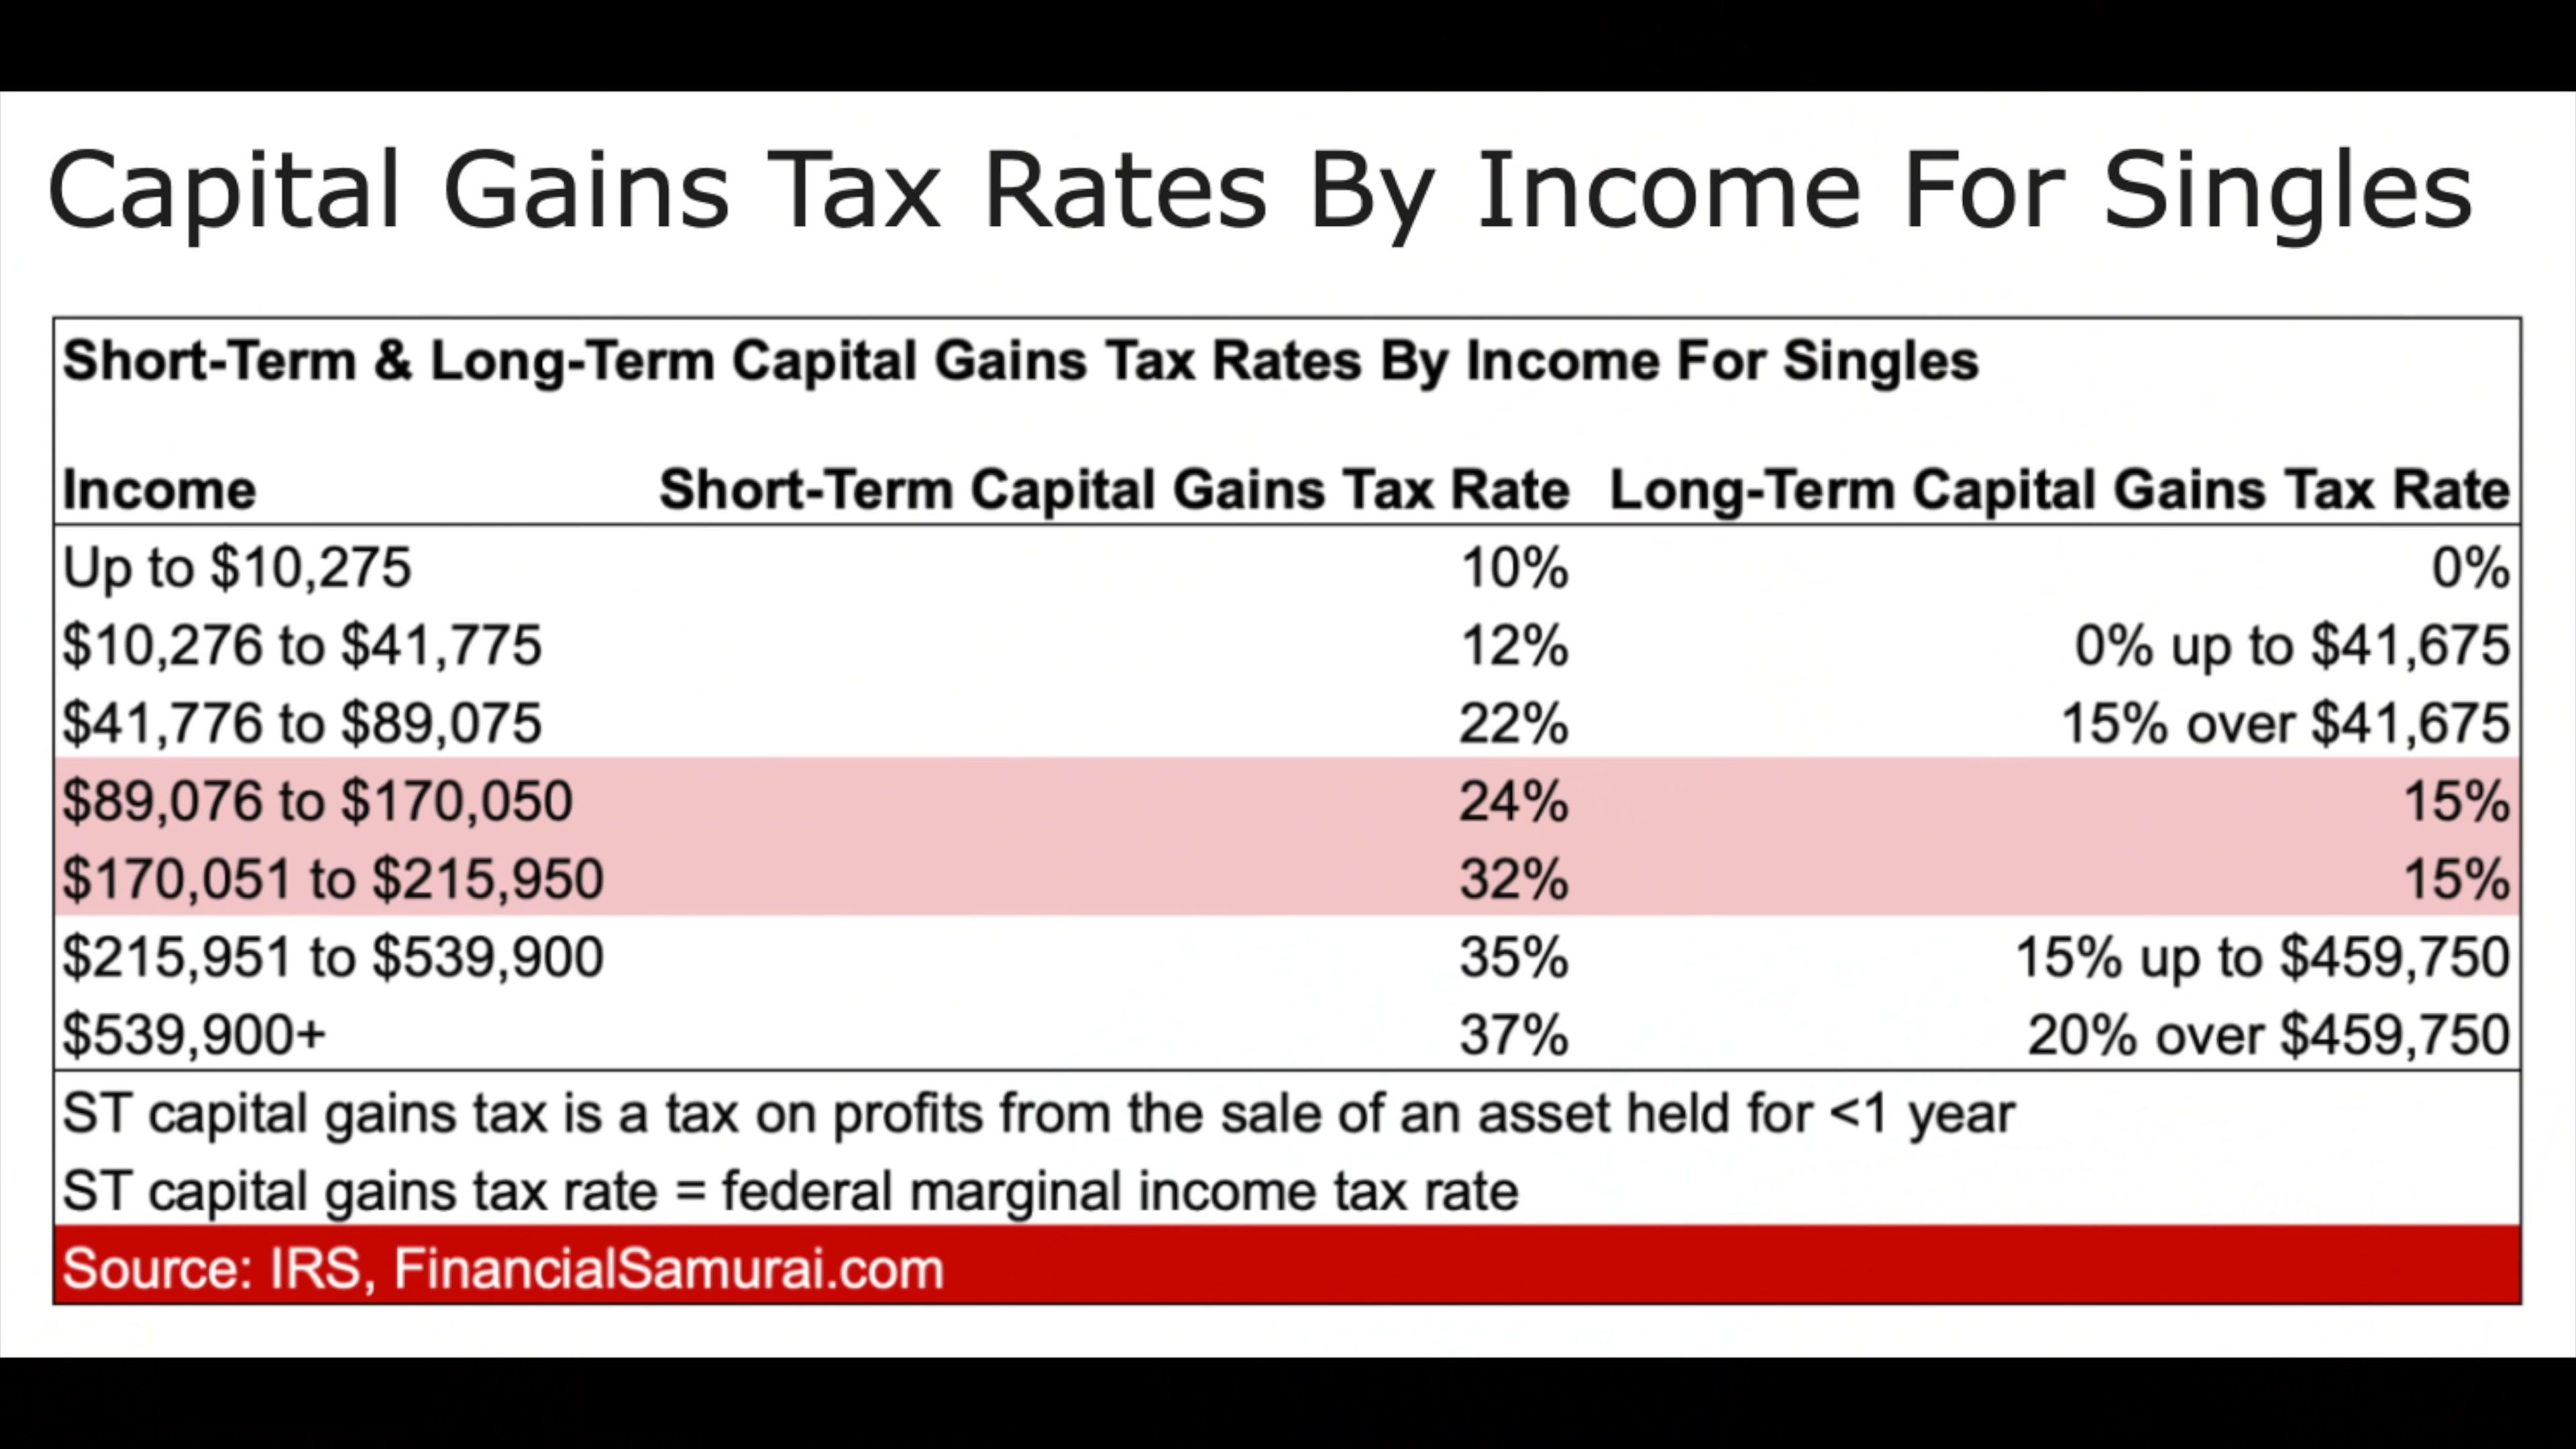 Capital Gains Tax Rates By Income For Singles
Short-Term & Long-Term Capital Gains Tax Rates By Income For Singles
Income Short-Term Capital Gains Tax Rate Long-Term Capital Gains Tax Rate
Up to $10,275 10% 0%
$10,276 to $41,775 12% 0% up to $41,675
$41,776 to $89,075 22% 15% over $41,675
$89,076 to $170,050 24% 15%
$170,051 to $215,950 32% 15%
$215,951 to $539,900 35% 15% up to $459,750
$539,900+ 37% 20% over $459,750
ST capital gains tax is a tax on profits from the sale of an asset held for <1 year
ST capital gains tax rate = federal marginal income tax rate
Source: IRS, FinancialSamurai.com